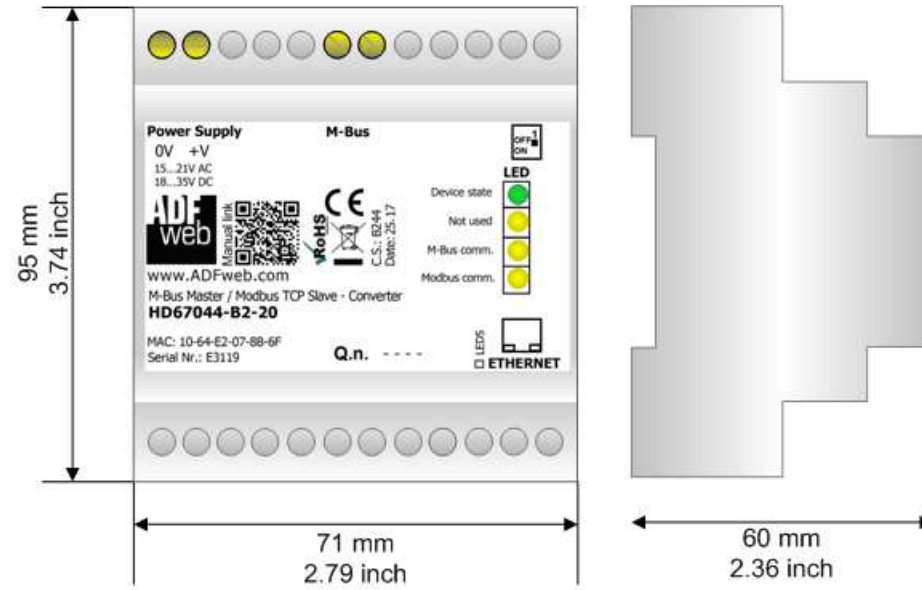 Power Supply
M-Bus
0V +V
15...21V AC
18...35V DC
OFF 1
ON
LED
Device state
Not used
M-Bus comm.
Modbus comm.
ADF
web
Manual link
RoHS
CE
C.S.: B244
Date: 25-17
www.ADFweb.com
M-Bus Master / Modbus TCP Slave - Converter
HD67044-B2-20
MAC: 10-64-E2-07-8B-6F
Serial Nr.: E3119
Q.n. - - - -
LEDS
ETHERNET
95 mm
3.74 inch
71 mm
2.79 inch
60 mm
2.36 inch